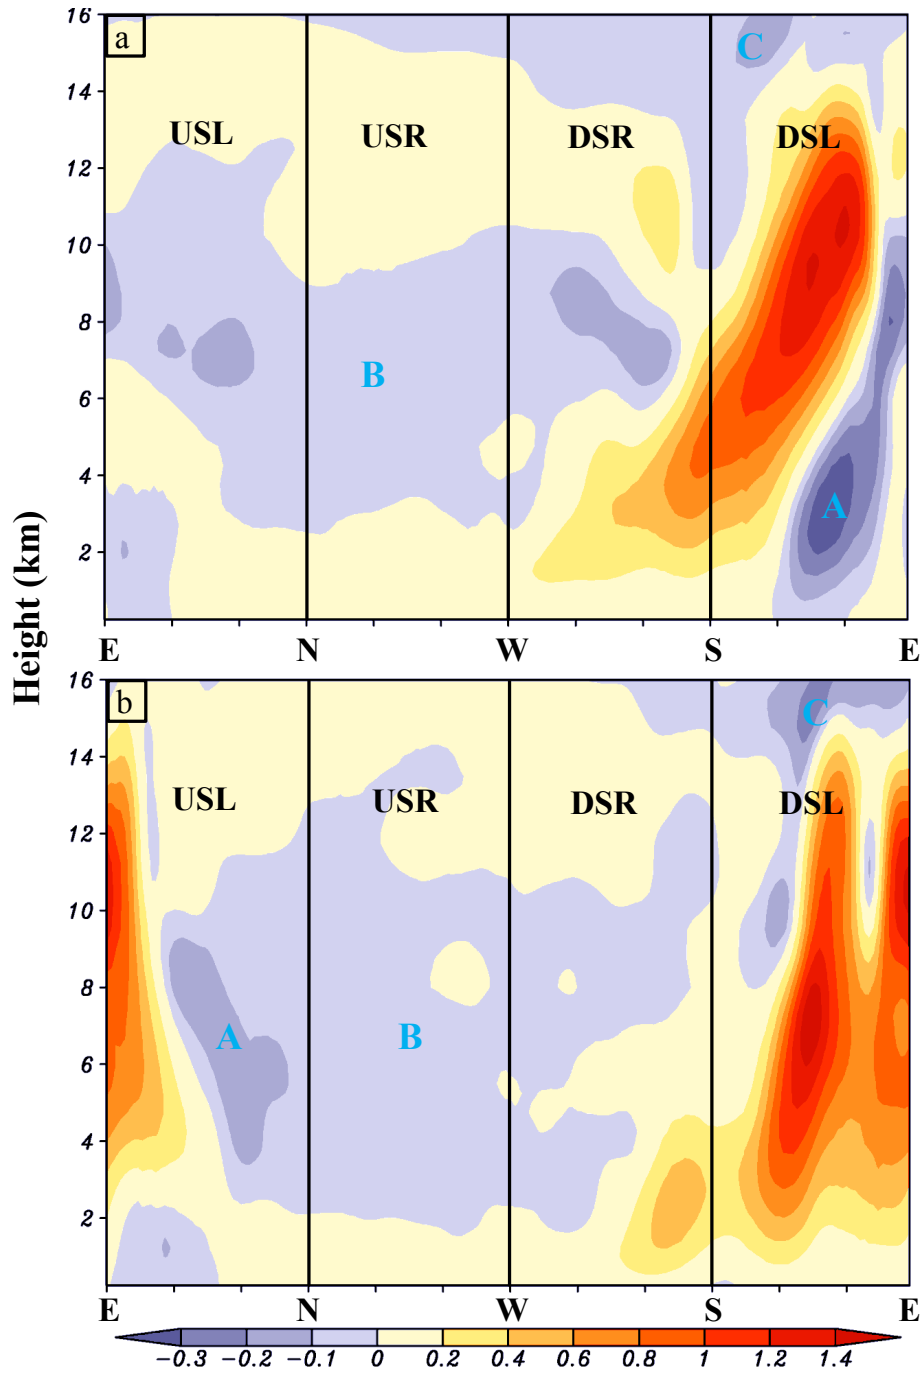 16
a
C
14
USL USR DSR DSL
12
10
8
B
6
4
A
2
E N W S E
Height (km)
16
b
C
14
USL USR DSR DSL
12
10
8
A B
6
4
2
E N W S E
-0.3 -0.2 -0.1 0 0.2 0.4 0.6 0.8 1 1.2 1.4